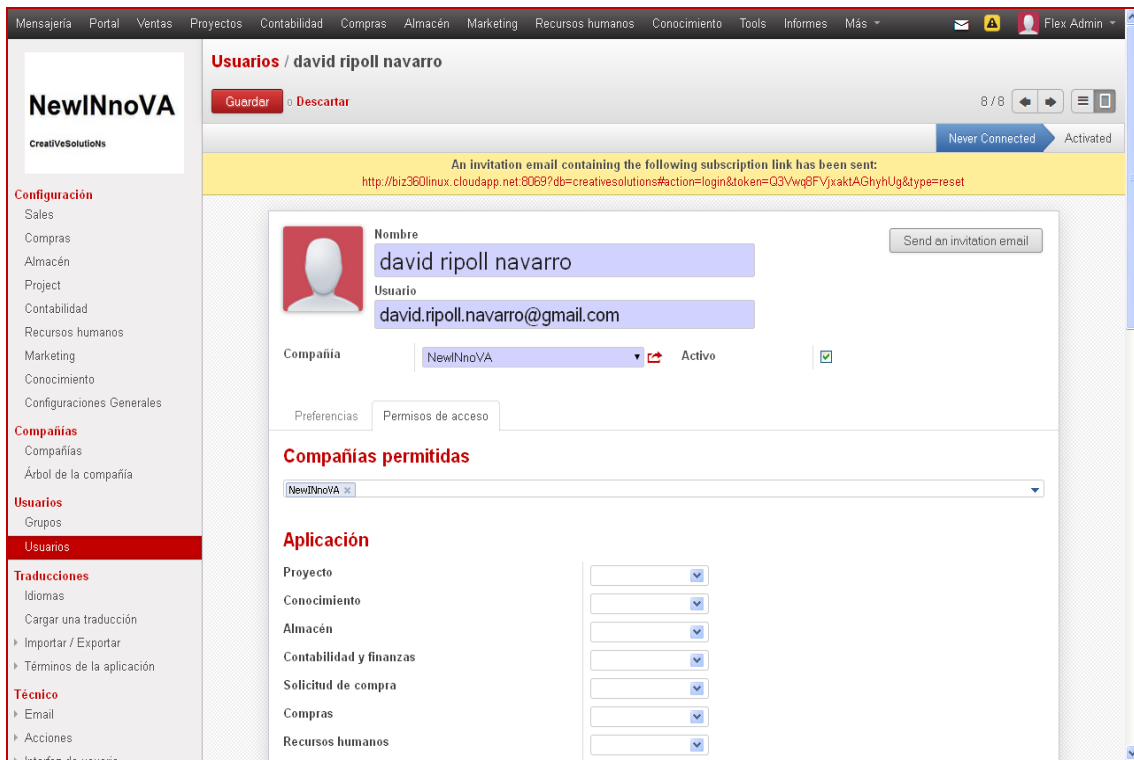 Mensajería Portal Ventas Proyectos Contabilidad Compras Almacén Marketing Recursos humanos Conocimiento Tools Informes Más Flex Admin
NewINnoVA
CreatiVeSolutioNs
Usuarios / david ripoll navarro
Guardar o Descartar
8 / 8
Never Connected Activated
An invitation email containing the following subscription link has been sent:
http://biz360linux.cloudapp.net:8069?db=creativesolutions#action=login&token=Q3Vwq8FVjxaktAGhyhUg&type=reset
Configuración
Sales
Compras
Almacén
Project
Contabilidad
Recursos humanos
Marketing
Conocimiento
Configuraciones Generales
Compañías
Compañías
Árbol de la compañía
Usuarios
Grupos
Usuarios
Traducciones
Idiomas
Cargar una traducción
Importar / Exportar
Términos de la aplicación
Técnico
Email
Acciones
Interfaz de usuario
Nombre
david ripoll navarro
Send an invitation email
Usuario
david.ripoll.navarro@gmail.com
Compañía NewINnoVA Activo
Preferencias Permisos de acceso
Compañías permitidas
NewINnoVA ×
Aplicación
Proyecto
Conocimiento
Almacén
Contabilidad y finanzas
Solicitud de compra
Compras
Recursos humanos